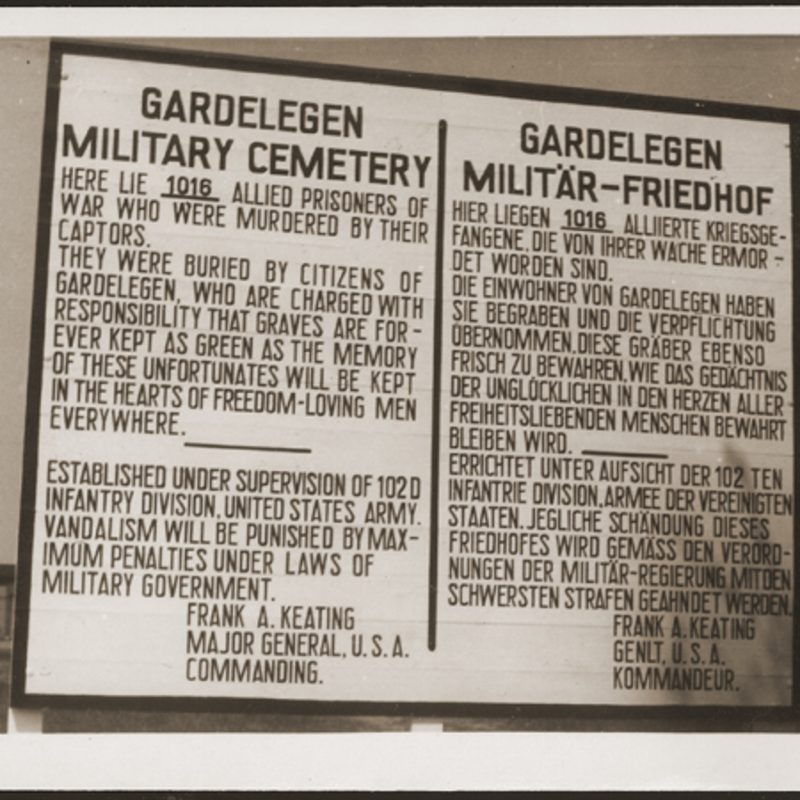 GARDELEGEN
MILITARY CEMETERY
HERE LIE 1016 ALLIED PRISONERS OF
WAR WHO WERE MURDERED BY THEIR
CAPTORS.
THEY WERE BURIED BY CITIZENS OF
GARDELEGEN, WHO ARE CHARGED WITH
RESPONSIBILITY THAT GRAVES ARE FOR-
EVER KEPT AS GREEN AS THE MEMORY
OF THESE UNFORTUNATES WILL BE KEPT
IN THE HEARTS OF FREEDOM-LOVING MEN
EVERYWHERE.
ESTABLISHED UNDER SUPERVISION OF 102D
INFANTRY DIVISION, UNITED STATES ARMY.
VANDALISM WILL BE PUNISHED BY MAX-
IMUM PENALTIES UNDER LAWS OF
MILITARY GOVERNMENT.
FRANK A. KEATING
MAJOR GENERAL, U.S.A.
COMMANDING.
GARDELEGEN
MILITÄR-FRIEDHOF
HIER LIEGEN 1016 ALLIIERTE KRIEGSGE-
FANGENE, DIE VON IHRER WACHE ERMOR-
DET WORDEN SIND.
DIE EINWOHNER VON GARDELEGEN HABEN
SIE BEGRABEN UND DIE VERPFLICHTUNG
ÜBERNOMMEN, DIESE GRÄBER EBENSO
FRISCH ZU BEWAHREN, WIE DAS GEDÄCHTNIS
DER UNGLÖCKLICHEN IN DEN HERZEN ALLER
FREIHEITSLIEBENDEN MENSCHEN BEWAHRT
BLEIBEN WIRD.
ERRICHTET UNTER AUFSICHT DER 102 TEN
INFANTRIE DIVISION, ARMEE DER VEREINIGTEN
STAATEN. JEGLICHE SCHÄNDUNG DIESES
FRIEDHOFES WIRD GEMÄSS DEN VERORD-
NUNGEN DER MILITÄR-REGIERUNG MIT DEN
SCHWERSTEN STRAFEN GEAHNDET WERDEN.
FRANK A. KEATING
GENLT, U.S.A.
KOMMANDEUR.